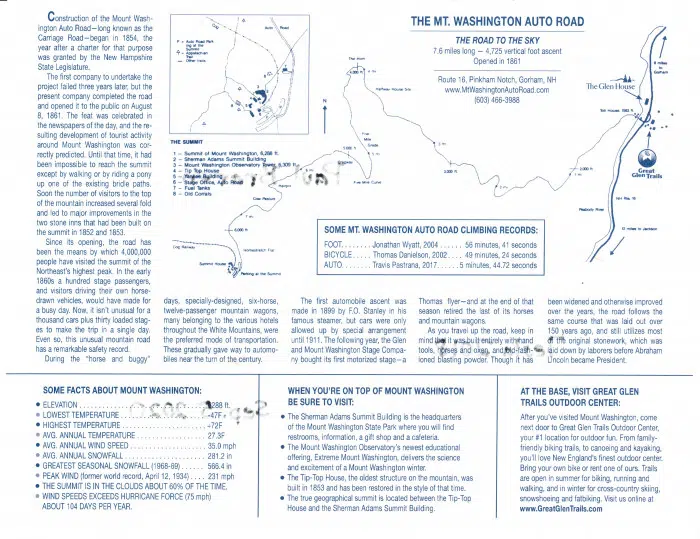 Construction of the Mount Wash-
ington Auto Road—long known as the
Carriage Road—began in 1854, the
year after a charter for that purpose
was granted by the New Hampshire
State Legislature.
The first company to undertake the
project failed three years later, but the
present company completed the road
and opened it to the public on August
8, 1861. The feat was celebrated in
the newspapers of the day, and the re-
sulting development of tourist activity
around Mount Washington was cor-
rectly predicted. Until that time, it had
been impossible to reach the summit
except by walking or by riding a pony
up one of the existing bridle paths.
Soon the number of visitors to the top
of the mountain increased several fold
and led to major improvements in the
two stone inns that had been built on
the summit in 1852 and 1853.
Since its opening, the road has
been the means by which 4,000,000
people have visited the summit of the
Northeast's highest peak. In the early
1860s a hundred stage passengers,
and visitors driving their own horse-
drawn vehicles, would have made for
a busy day. Now, it isn't unusual for a
thousand cars plus thirty loaded stag-
es to make the trip in a single day.
Even so, this unusual mountain road
has a remarkable safety record.
During the "horse and buggy"
days, specially-designed, six-horse,
twelve-passenger mountain wagons,
many belonging to the various hotels
throughout the White Mountains, were
the preferred mode of transportation.
These gradually gave way to automo-
biles near the turn of the century.
The first automobile ascent was
made in 1899 by F.O. Stanley in his
famous steamer, but cars were only
allowed up by special arrangement
until 1911. The following year, the Glen
and Mount Washington Stage Compa-
ny bought its first motorized stage—a
Thomas flyer—and at the end of that
season retired the last of its horses
and mountain wagons.
As you travel up the road, keep in
mind that it was built entirely with hand
tools, horses and oxen, and old-fash-
ioned blasting powder. Though it has
been widened and otherwise improved
over the years, the road follows the
same course that was laid out over
150 years ago, and still utilizes most
original stonework, which was
laid down by laborers before Abraham
Lincoln became President.
Auto Road
P - Auto Road Park-
ing at the
Summit
Appalachian
Trail
Other trails
THE SUMMIT
1 – Summit of Mount Washington, 6,288 ft.
2 – Sherman Adams Summit Building
3 – Mount Washington Observatory Tower, 6,309 ft.
4 – Tip Top House
5 – Yankee Building
6 – Stage Office, Auto Road
7 – Fuel Tanks
8 – Old Corrals
N
THE MT. WASHINGTON AUTO ROAD
THE ROAD TO THE SKY
7.6 miles long – 4,725 vertical foot ascent
Opened in 1861
Route 16, Pinkham Notch, Gorham, NH
www.MtWashingtonAutoRoad.com
(603) 466-3988
The Horn
4,000 ft.
Halfway House Site
Five
Mile
Grade
5,000 ft.
3,000 ft.
2,000 ft.
Cow Pasture
6,000 ft.
Cog Railway
Summit House
Parking at the Summit
The Glen House
8 miles
to
Gorham
Great
Glen Trails
Peabody River
12 miles to Jackson
SOME MT. WASHINGTON AUTO ROAD CLIMBING RECORDS:
FOOT. . . . . . . . Jonathan Wyatt, 2004 . . . . . . 56 minutes, 41 seconds
BICYCLE . . . . . Thomas Danielson, 2002 . . . . 49 minutes, 24 seconds
AUTO. . . . . . . . Travis Pastrana, 2017. . . . . . 5 minutes, 44.72 seconds
SOME FACTS ABOUT MOUNT WASHINGTON:
● ELEVATION . . . . . . . . . . 6288 ft.
● LOWEST TEMPERATURE . . . . . . . . . . -47F
● HIGHEST TEMPERATURE . . . . . . . . . . +72F
● AVG. ANNUAL TEMPERATURE . . . . . . . . . . 27.3F
● AVG. ANNUAL WIND SPEED . . . . . . . . . . 35.0 mph
● AVG. ANNUAL SNOWFALL . . . . . . . . . . 281.2 in
● GREATEST SEASONAL SNOWFALL (1968-69) . . . . . . 566.4 in
● PEAK WIND (former world record, April 12, 1934) . . . . 231 mph
● THE SUMMIT IS IN THE CLOUDS ABOUT 60% OF THE TIME.
● WIND SPEEDS EXCEEDS HURRICANE FORCE (75 mph)
ABOUT 104 DAYS PER YEAR.
WHEN YOU'RE ON TOP OF MOUNT WASHINGTON
BE SURE TO VISIT:
● The Sherman Adams Summit Building is the headquarters
of the Mount Washington State Park where you will find
restrooms, information, a gift shop and a cafeteria.
● The Mount Washington Observatory's newest educational
offering, Extreme Mount Washington, delivers the science
and excitement of a Mount Washington winter.
● The Tip-Top House, the oldest structure on the mountain, was
built in 1853 and has been restored in the style of that time.
● The true geographical summit is located between the Tip-Top
House and the Sherman Adams Summit Building.
AT THE BASE, VISIT GREAT GLEN
TRAILS OUTDOOR CENTER:
After you've visited Mount Washington, come
next door to Great Glen Trails Outdoor Center,
your #1 location for outdoor fun. From family-
friendly biking trails, to canoeing and kayaking,
you'll love New England's finest outdoor center.
Bring your own bike or rent one of ours. Trails
are open in summer for biking, running and
walking, and in winter for cross-country skiing,
snowshoeing and fatbiking. Visit us online at
www.GreatGlenTrails.com